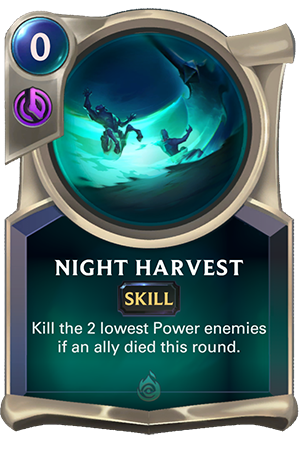 0
NIGHT HARVEST
SKILL
Kill the 2 lowest Power enemies
if an ally died this round.